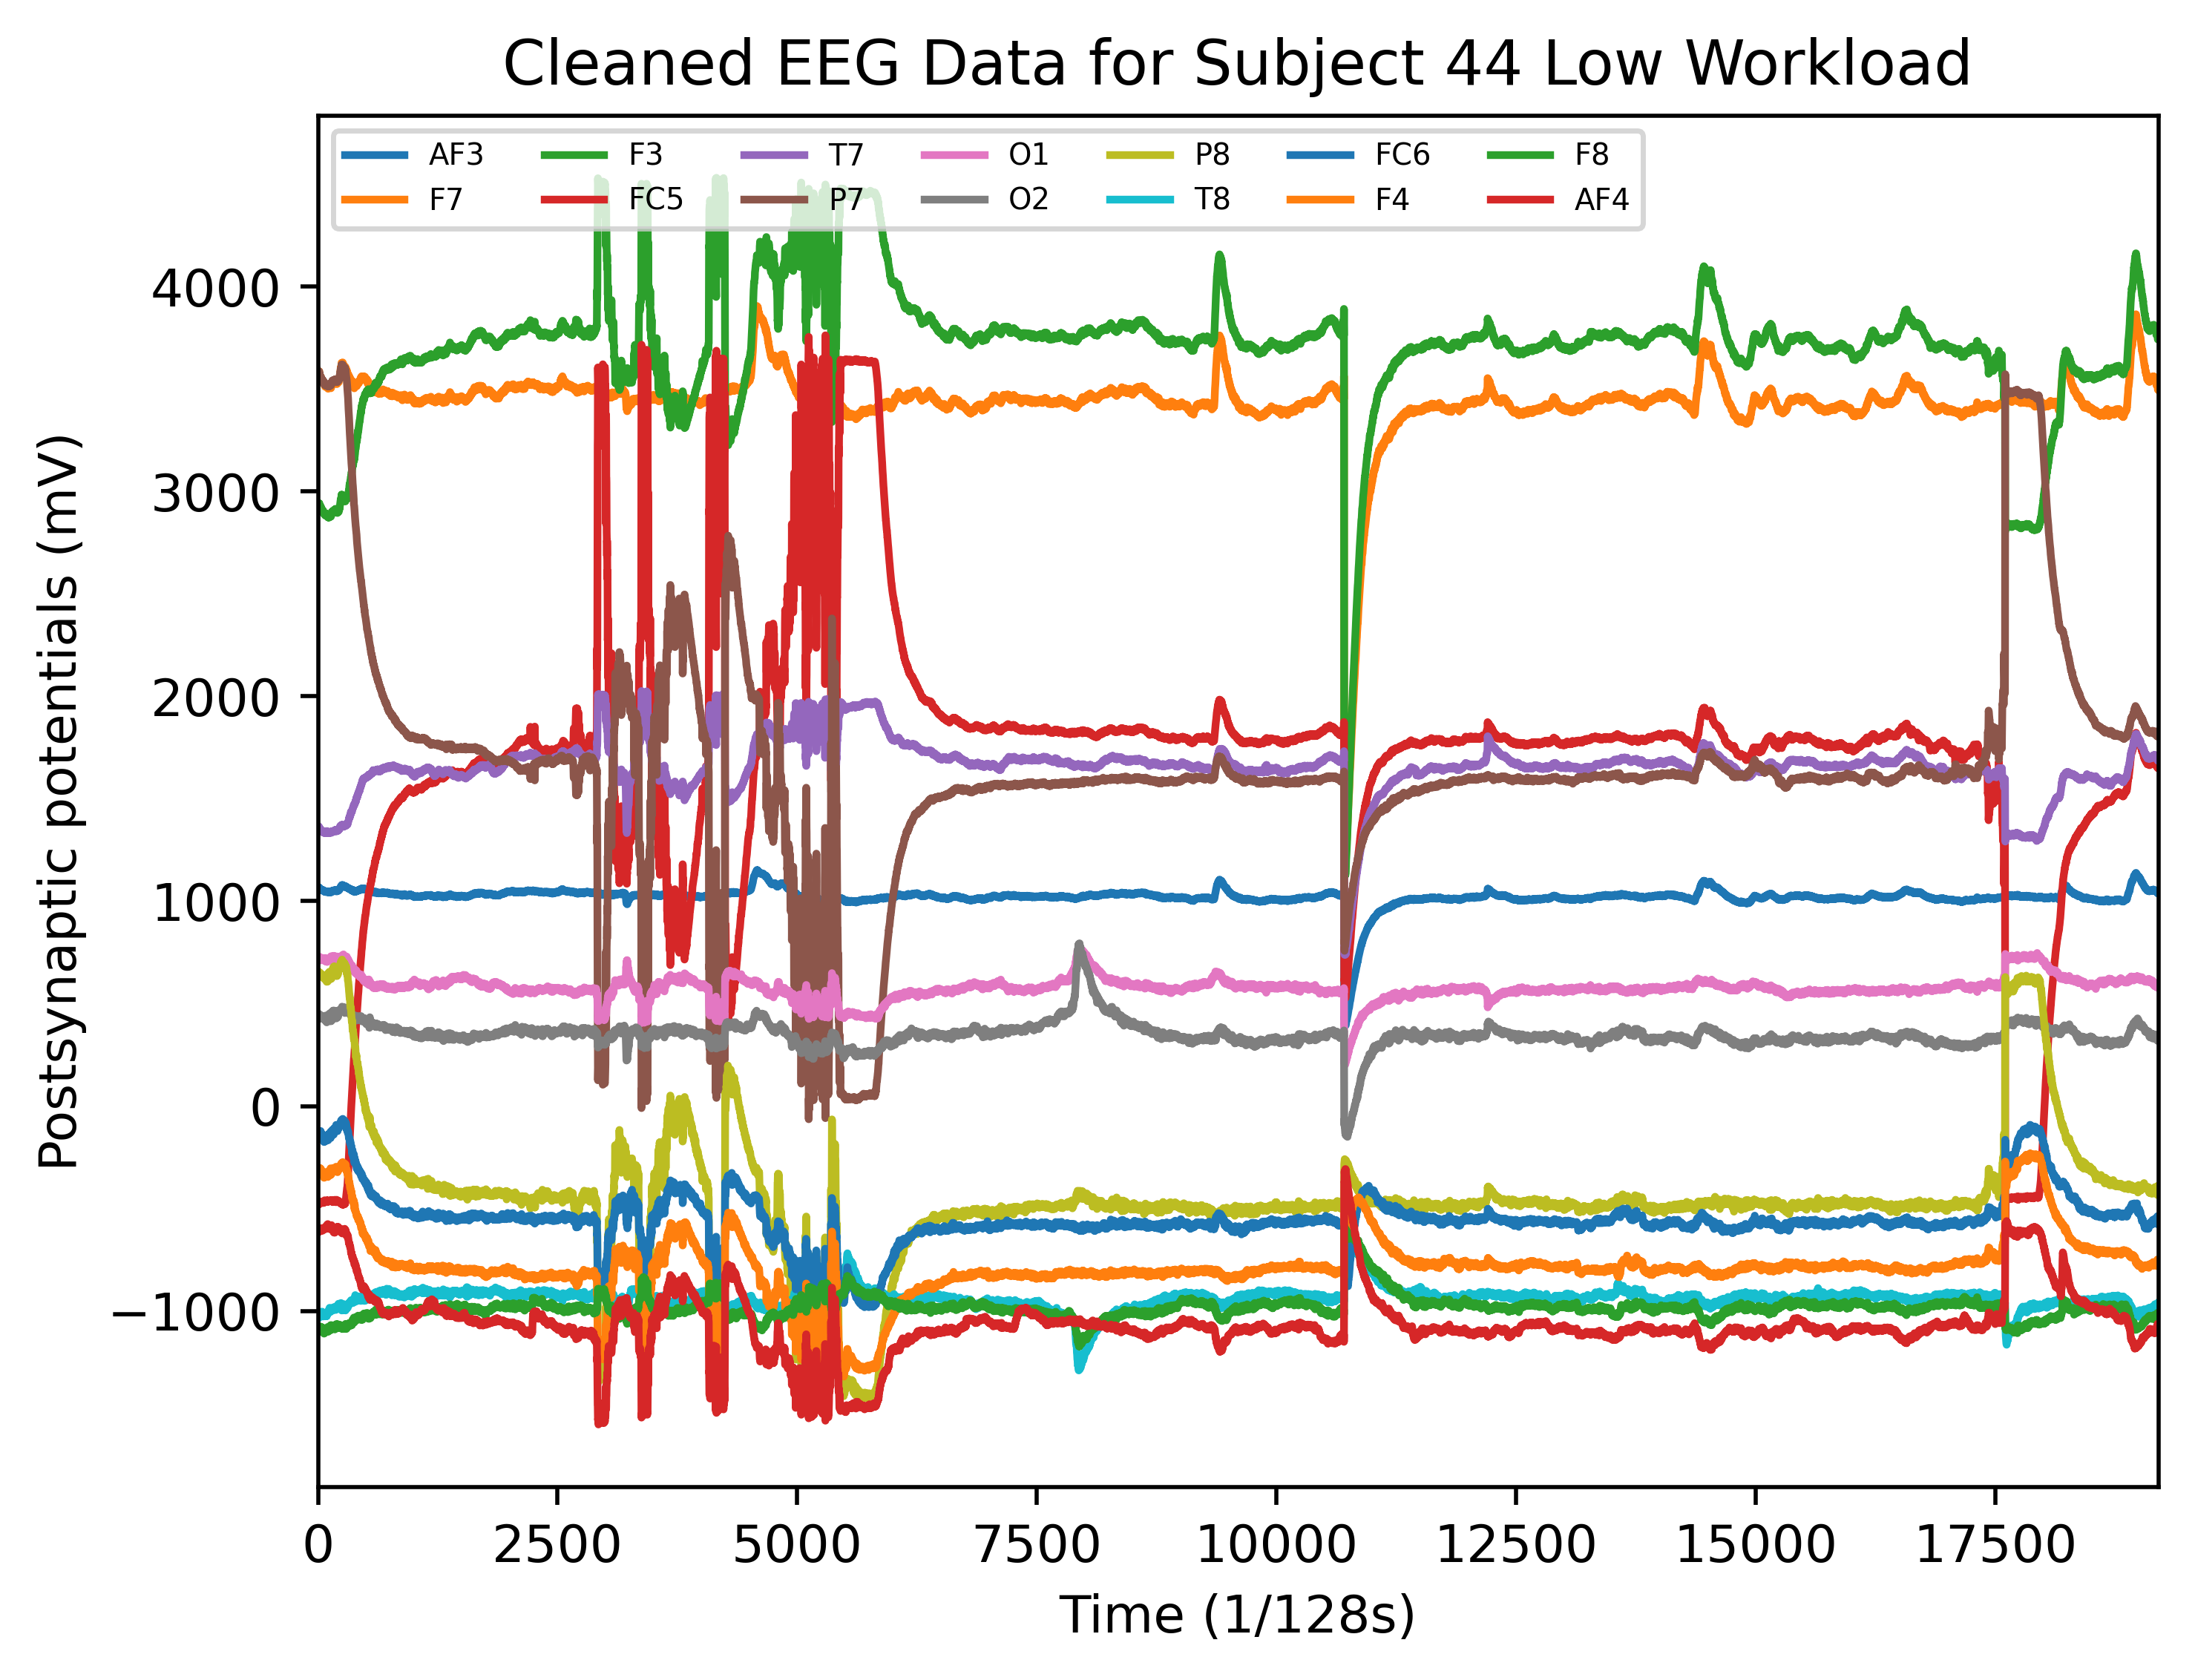 Cleaned EEG Data for Subject 44 Low Workload
AF3 F3 T7 O1 P8 FC6 F8
F7 FC5 P7 O2 T8 F4 AF4
Postsynaptic potentials (mV)
4000
3000
2000
1000
0
−1000
0 2500 5000 7500 10000 12500 15000 17500
Time (1/128s)